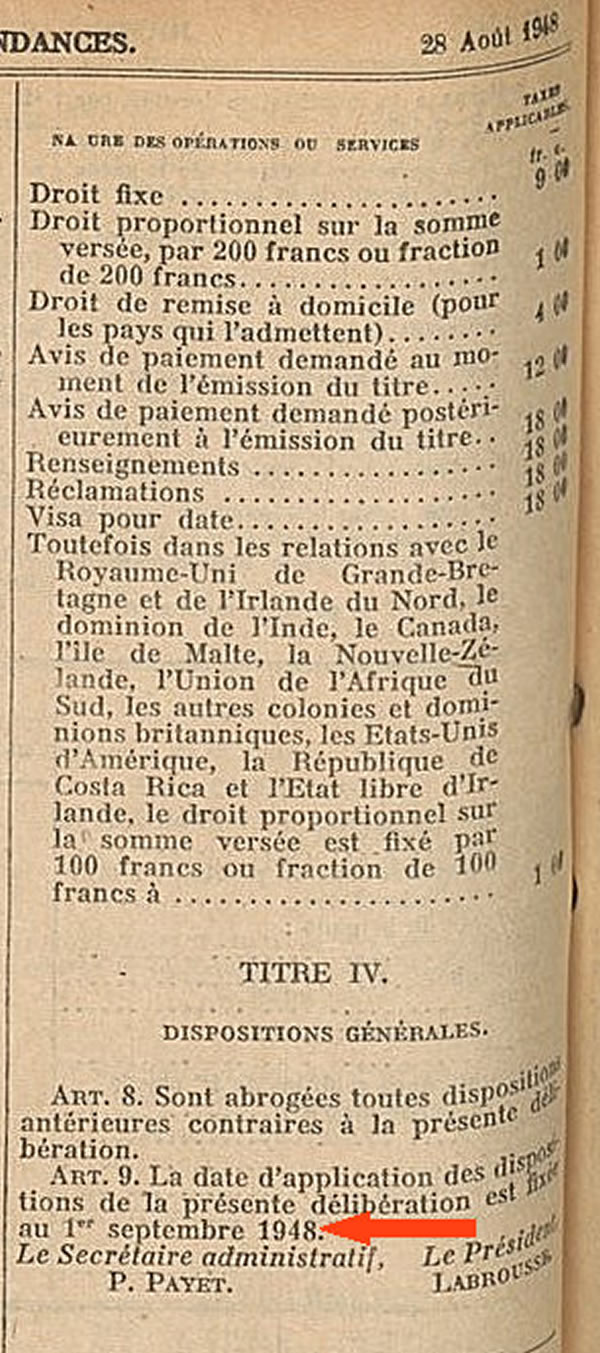 NDANCES.
28 Août 1948
NA URE DES OPÉRATIONS OU SERVICES
TAXES
APPLICABLES.
fr. c.
Droit fixe ........................ 9 00
Droit proportionnel sur la somme
versée, par 200 francs ou fraction
de 200 francs.................... 1 00
Droit de remise à domicile (pour
les pays qui l'admettent)........ 4 00
Avis de paiement demandé au mo-
ment de l'émission du titre..... 12 00
Avis de paiement demandé postéri-
eurement à l'émission du titre.. 18 00
Renseignements .................. 18 00
Réclamations .................... 18 00
Visa pour date................... 18 00
Toutefois dans les relations avec le
Royaume-Uni de Grande-Bre-
tagne et de l'Irlande du Nord, le
dominion de l'Inde, le Canada,
l'île de Malte, la Nouvelle-Zé-
lande, l'Union de l'Afrique du
Sud, les autres colonies et domi-
nions britanniques, les Etats-Unis
d'Amérique, la République de
Costa Rica et l'Etat libre d'Ir-
lande, le droit proportionnel sur
la somme versée est fixé par
100 francs ou fraction de 100
francs à ........................ 1 00
TITRE IV.
DISPOSITIONS GÉNÉRALES.
ART. 8. Sont abrogées toutes dispositions
antérieures contraires à la présente déli-
bération.
ART. 9. La date d'application des disposi-
tions de la présente délibération est fixée
au 1er septembre 1948.
Le Secrétaire administratif, Le Président,
P. PAYET. LABROUSSE.